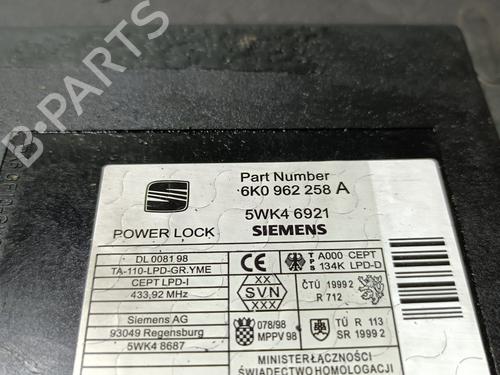 Part Number
6K0 962 258 A
5WK4 6921
POWER LOCK SIEMENS
DL 0081 98
TA-110-LPD-GR.YME
CEPT LPD-I
433,92 MHz
Siemens AG
93049 Regensburg
5WK4 8687
CE
T P S
A000 CEPT
134K LPD-D
XX
SVN
XXX
ČTÚ 1999 2
R 712
078/98
MPPV 98
TÚ R 113
SR 1999 2
MINISTER ŁĄCZNOŚCI
ŚWIADECTWO HOMOLOGACJI
B-PARTS